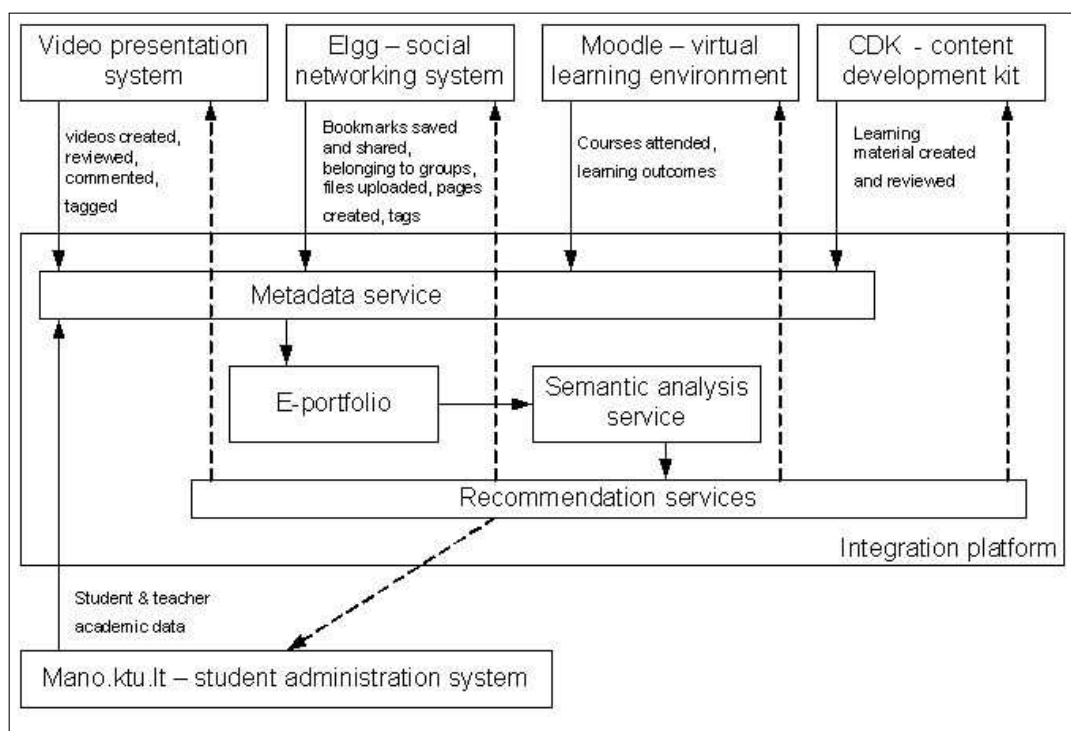 Video presentation
system
Elgg – social
networking system
Moodle – virtual
learning environment
CDK - content
development kit
videos created,
reviewed,
commented,
tagged
Bookmarks saved
and shared,
belonging to groups,
files uploaded, pages
created, tags
Courses attended,
learning outcomes
Learning
material created
and reviewed
Metadata service
E-portfolio
Semantic analysis
service
Recommendation services
Integration platform
Student & teacher
academic data
Mano.ktu.lt – student administration system